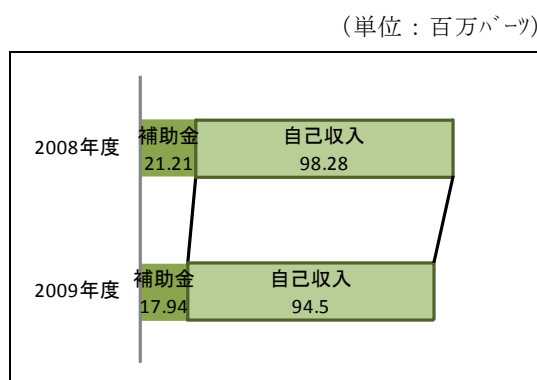 (単位：百万ﾊﾞｰﾂ)
2008年度
補助金
21.21
自己収入
98.28
2009年度
補助金
17.94
自己収入
94.5